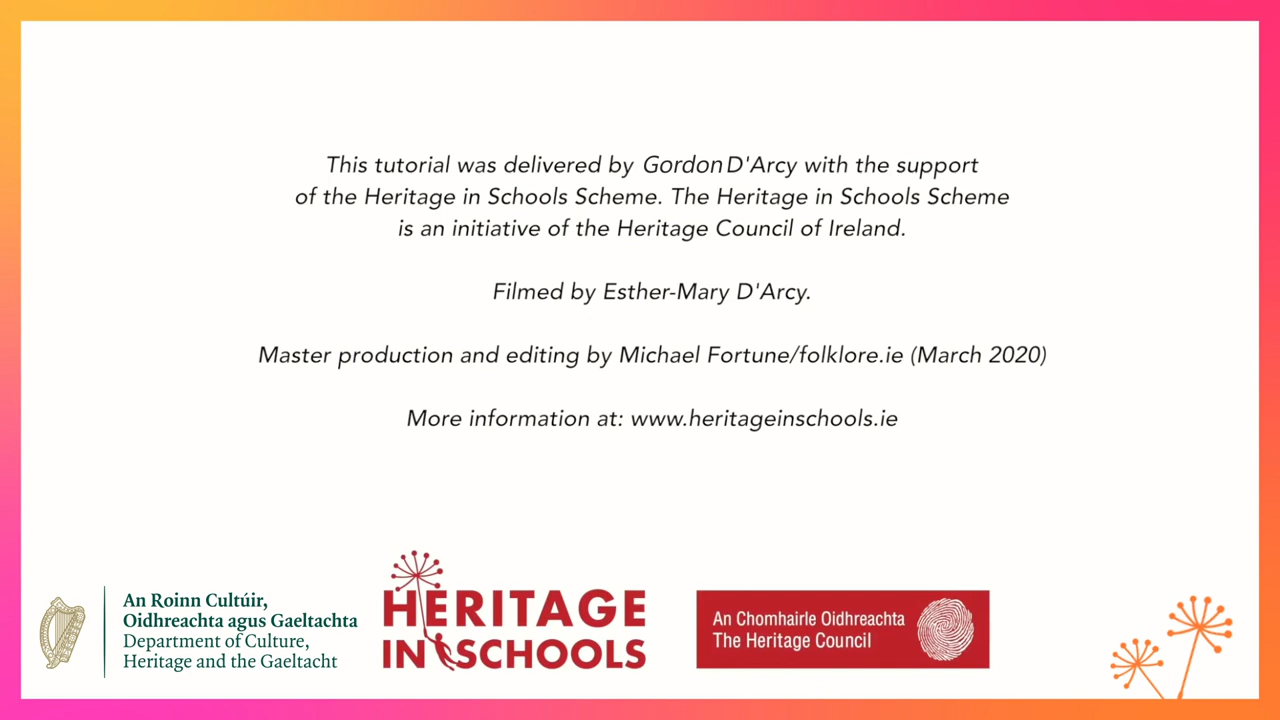 This tutorial was delivered by Gordon D'Arcy with the support
of the Heritage in Schools Scheme. The Heritage in Schools Scheme
is an initiative of the Heritage Council of Ireland.
Filmed by Esther-Mary D'Arcy.
Master production and editing by Michael Fortune/folklore.ie (March 2020)
More information at: www.heritageinschools.ie
An Roinn Cultúir,
Oidhreachta agus Gaeltachta
Department of Culture,
Heritage and the Gaeltacht
HERITAGE
IN SCHOOLS
An Chomhairle Oidhreachta
The Heritage Council